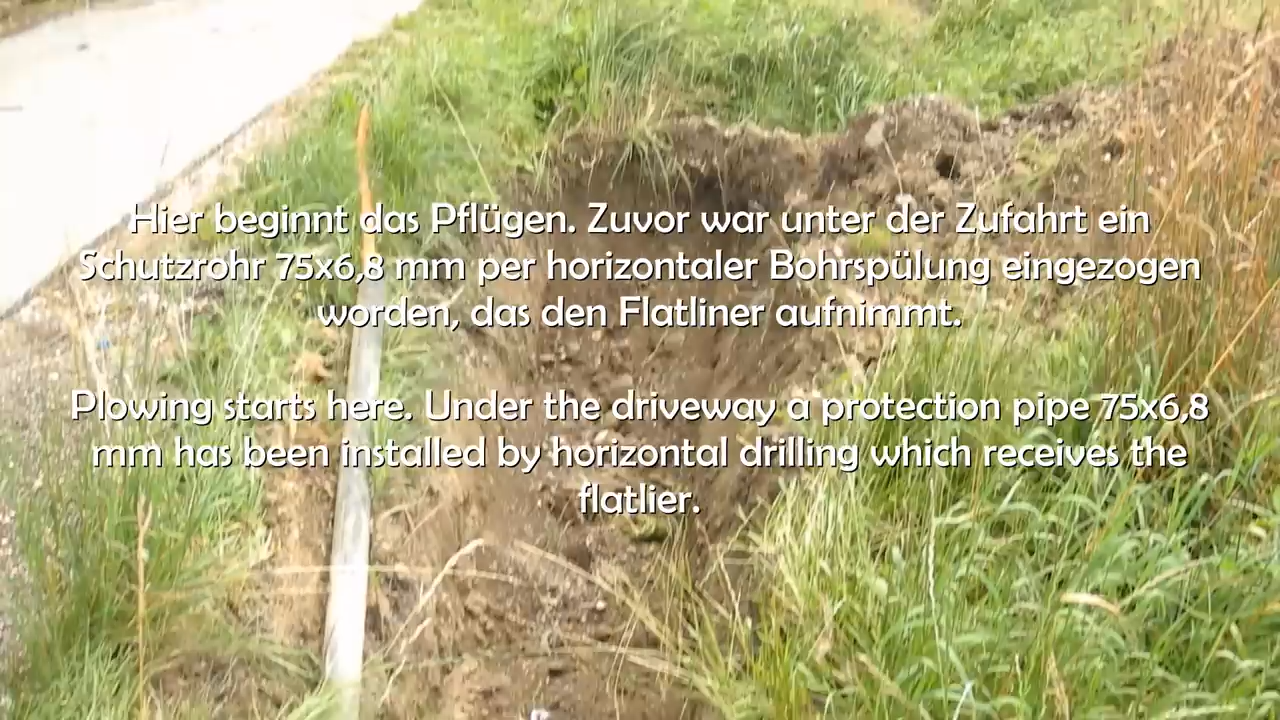 Hier beginnt das Pflügen. Zuvor war unter der Zufahrt ein
Schutzrohr 75x6,8 mm per horizontaler Bohrspülung eingezogen
worden, das den Flatliner aufnimmt.
Plowing starts here. Under the driveway a protection pipe 75x6,8
mm has been installed by horizontal drilling which receives the
flatlier.